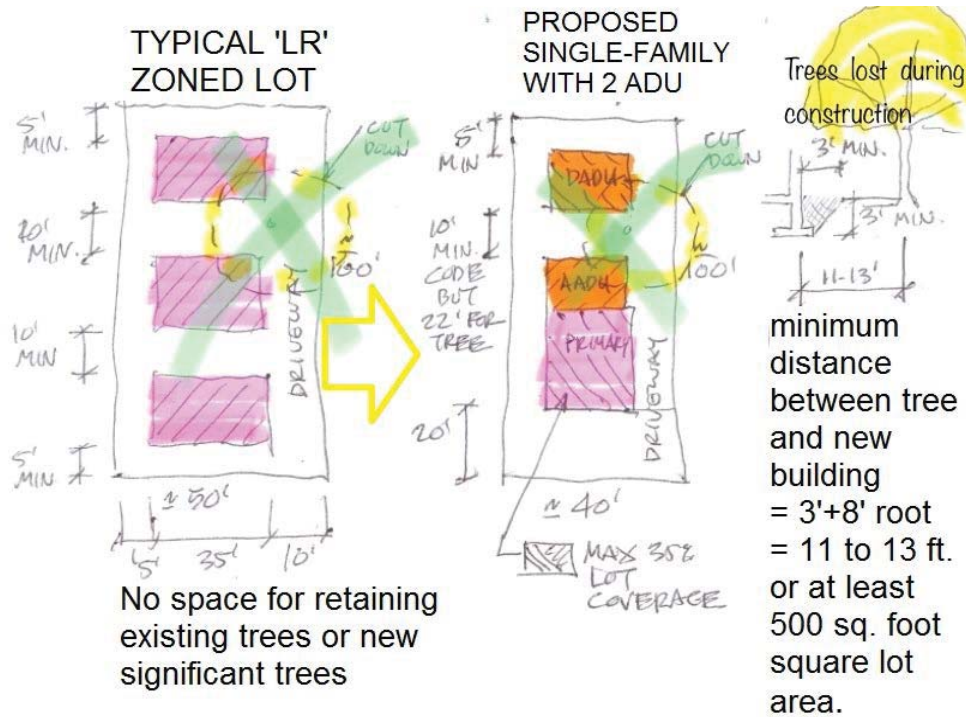 TYPICAL 'LR'
ZONED LOT
5'
MIN.
CUT
DOWN
20'
MIN.
100'
10'
MIN
DRIVEWAY
5'
MIN
≈ 50'
5'
35'
10'
No space for retaining
existing trees or new
significant trees
PROPOSED
SINGLE-FAMILY
WITH 2 ADU
5'
MIN
CUT
DOWN
DADU
10'
MIN.
CODE
BUT
22' FOR
TREE
100'
AADU
PRIMARY
DRIVEWAY
20'
≈ 40'
MAX 35%
LOT
COVERAGE
Trees lost during
construction
3' MIN.
3' MIN.
11-13'
minimum
distance
between tree
and new
building
= 3'+8' root
= 11 to 13 ft.
or at least
500 sq. foot
square lot
area.